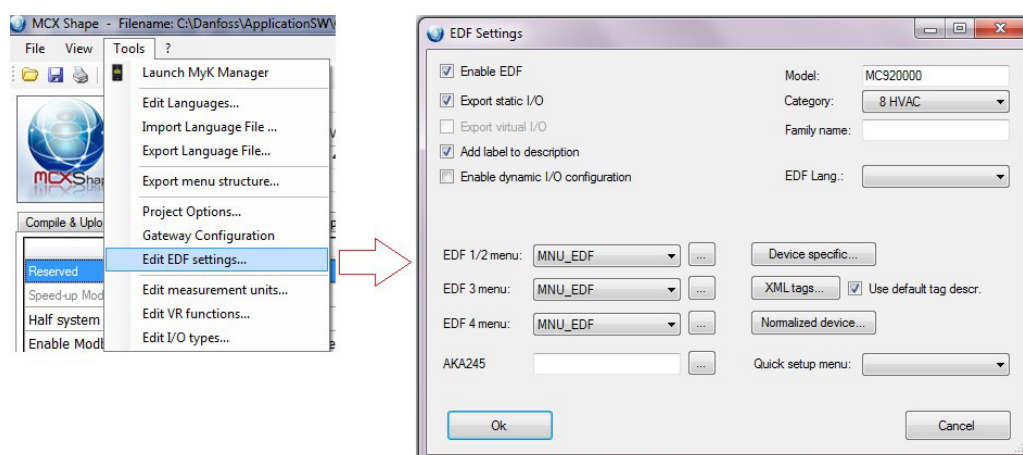 MCX Shape - Filename: C:\Danfoss\ApplicationSW\
File View Tools ?
Launch MyK Manager
Edit Languages...
Import Language File ...
Export Language File...
Export menu structure...
Project Options...
Gateway Configuration
Edit EDF settings...
Edit measurement units...
Edit VR functions...
Edit I/O types...
MCXShap
Compile & Uplo
Reserved
Speed-up Mod
Half system
Enable Modb
EDF Settings
Enable EDF
Export static I/O
Export virtual I/O
Add label to description
Enable dynamic I/O configuration
Model: MC920000
Category: 8 HVAC
Family name:
EDF Lang.:
EDF 1/2 menu: MNU_EDF ... Device specific...
EDF 3 menu: MNU_EDF ... XML tags... Use default tag descr.
EDF 4 menu: MNU_EDF ... Normalized device...
AKA245 ... Quick setup menu:
Ok Cancel